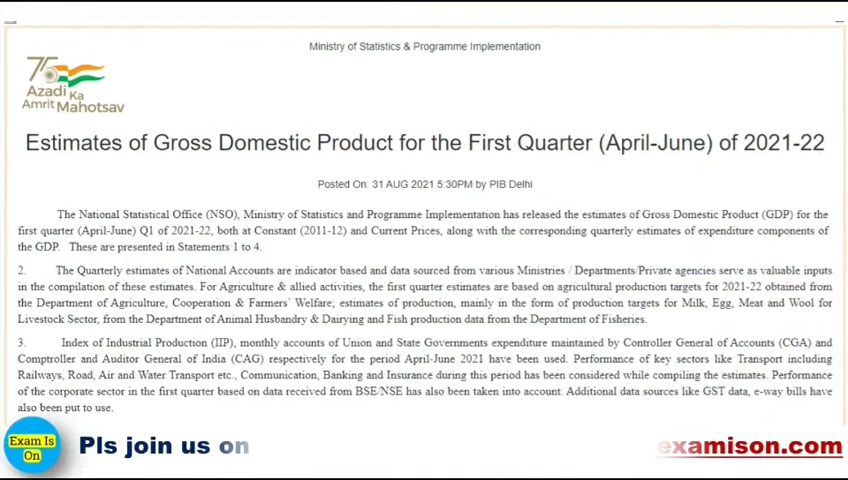 Ministry of Statistics & Programme Implementation
75
Azadi Ka
Amrit Mahotsav
Estimates of Gross Domestic Product for the First Quarter (April-June) of 2021-22
Posted On: 31 AUG 2021 5:30PM by PIB Delhi
The National Statistical Office (NSO), Ministry of Statistics and Programme Implementation has released the estimates of Gross Domestic Product (GDP) for the
first quarter (April-June) Q1 of 2021-22, both at Constant (2011-12) and Current Prices, along with the corresponding quarterly estimates of expenditure components of
the GDP. These are presented in Statements 1 to 4.
2. The Quarterly estimates of National Accounts are indicator based and data sourced from various Ministries / Departments/Private agencies serve as valuable inputs
in the compilation of these estimates. For Agriculture & allied activities, the first quarter estimates are based on agricultural production targets for 2021-22 obtained from
the Department of Agriculture, Cooperation & Farmers' Welfare; estimates of production, mainly in the form of production targets for Milk, Egg, Meat and Wool for
Livestock Sector, from the Department of Animal Husbandry & Dairying and Fish production data from the Department of Fisheries.
3. Index of Industrial Production (IIP), monthly accounts of Union and State Governments expenditure maintained by Controller General of Accounts (CGA) and
Comptroller and Auditor General of India (CAG) respectively for the period April-June 2021 have been used. Performance of key sectors like Transport including
Railways, Road, Air and Water Transport etc., Communication, Banking and Insurance during this period has been considered while compiling the estimates. Performance
of the corporate sector in the first quarter based on data received from BSE/NSE has also been taken into account. Additional data sources like GST data, e-way bills have
also been put to use.
Exam Is
On
Pls join us on
examison.com